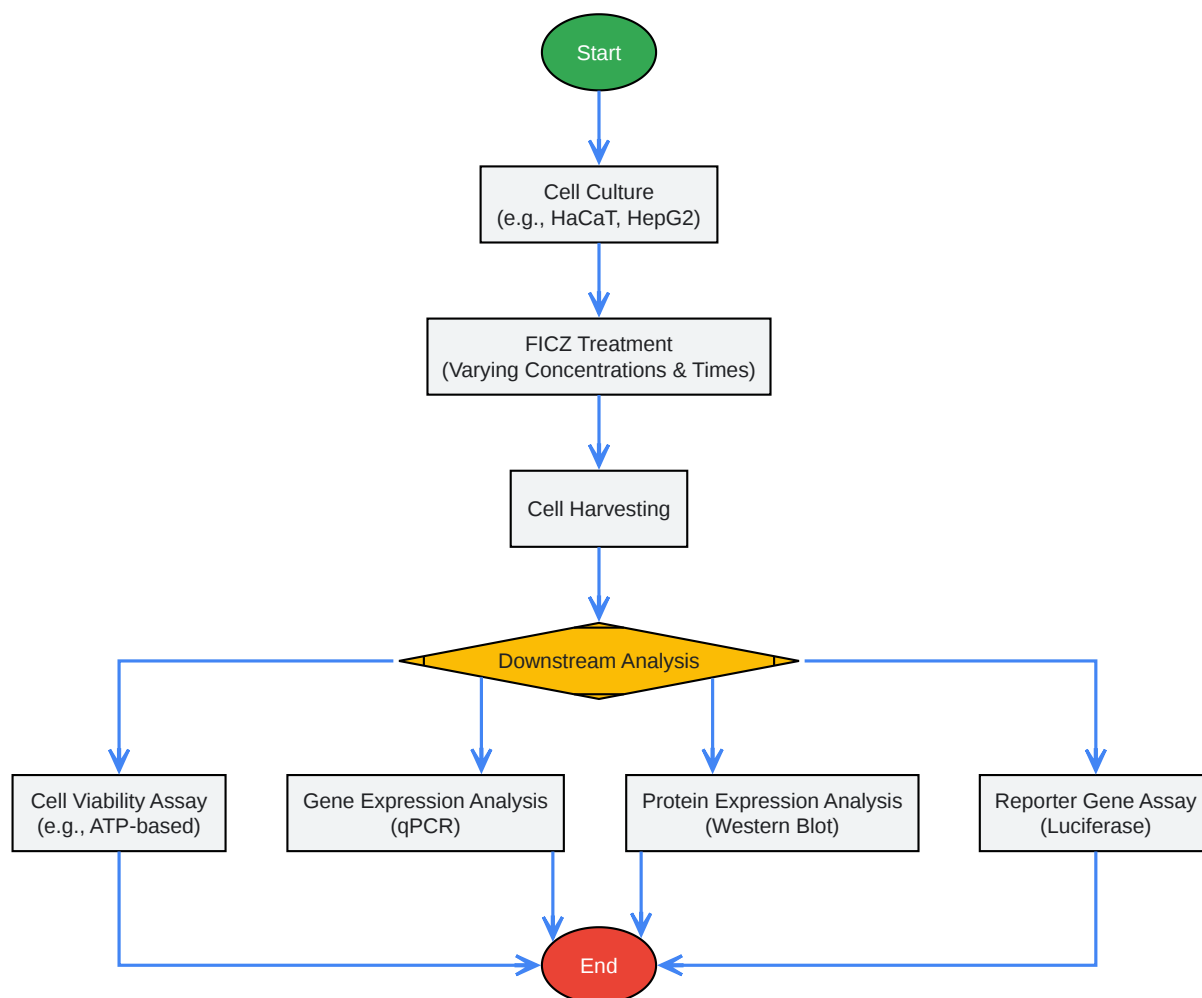 Start
Cell Culture
(e.g., HaCaT, HepG2)
FICZ Treatment
(Varying Concentrations & Times)
Cell Harvesting
Downstream Analysis
Cell Viability Assay
(e.g., ATP-based)
Gene Expression Analysis
(qPCR)
Protein Expression Analysis
(Western Blot)
Reporter Gene Assay
(Luciferase)
End